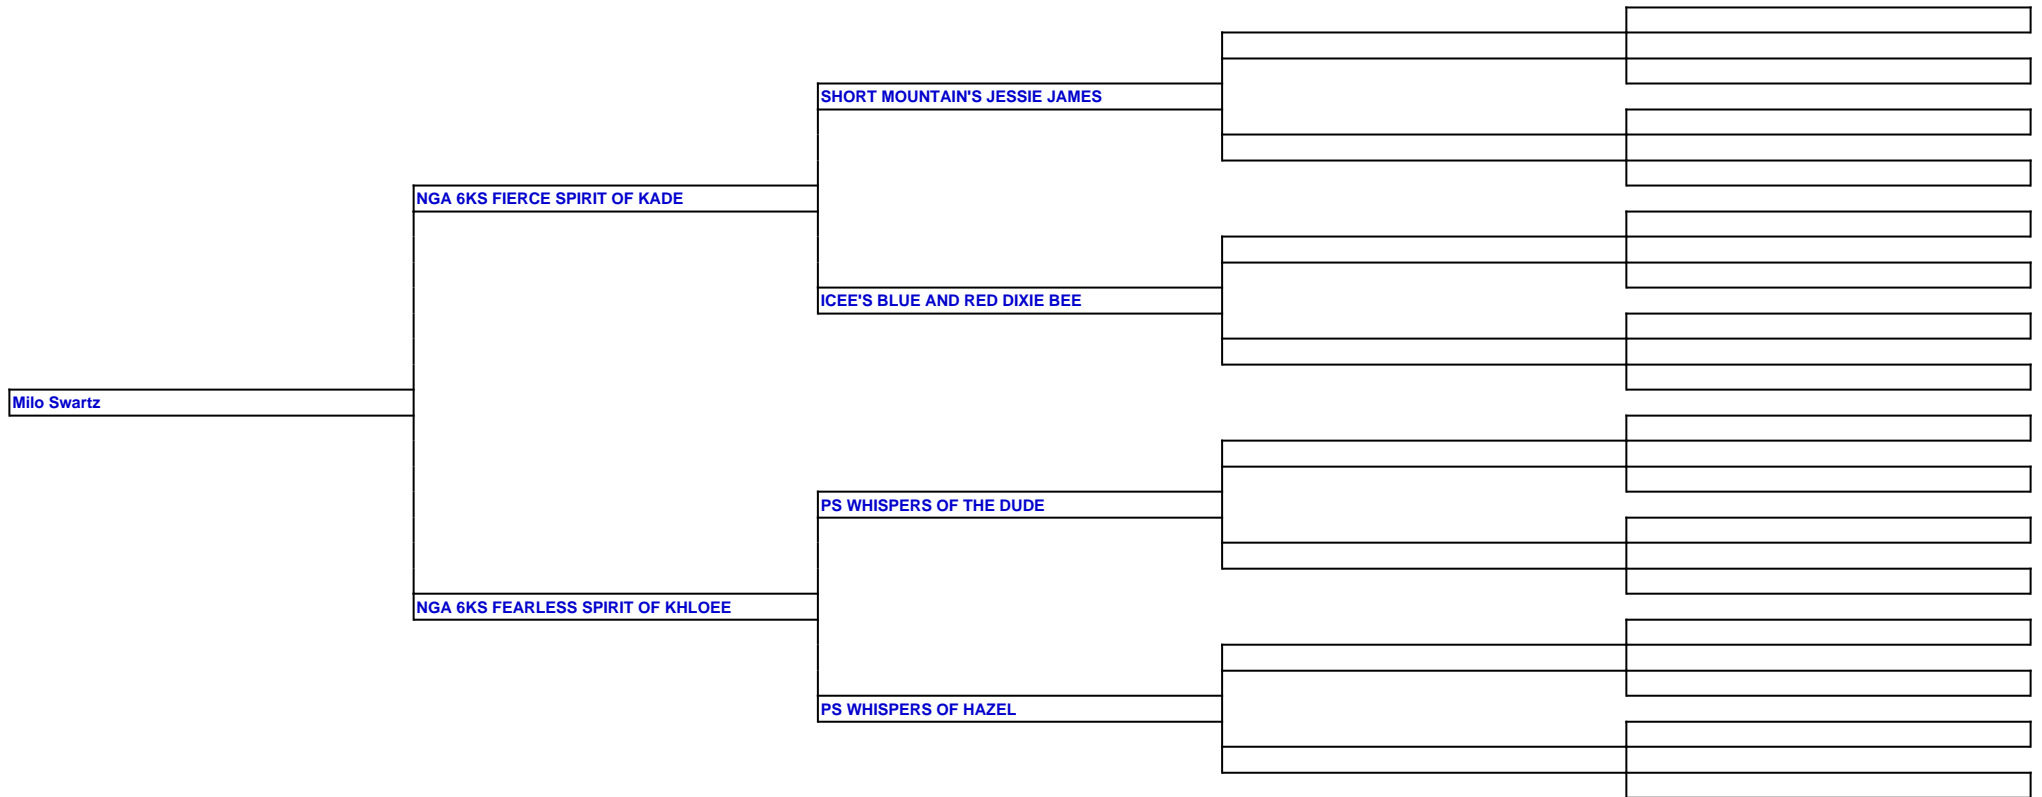 SHORT MOUNTAIN'S JESSIE JAMES
NGA 6KS FIERCE SPIRIT OF KADE
ICEE'S BLUE AND RED DIXIE BEE
Milo Swartz
PS WHISPERS OF THE DUDE
NGA 6KS FEARLESS SPIRIT OF KHLOEE
PS WHISPERS OF HAZEL